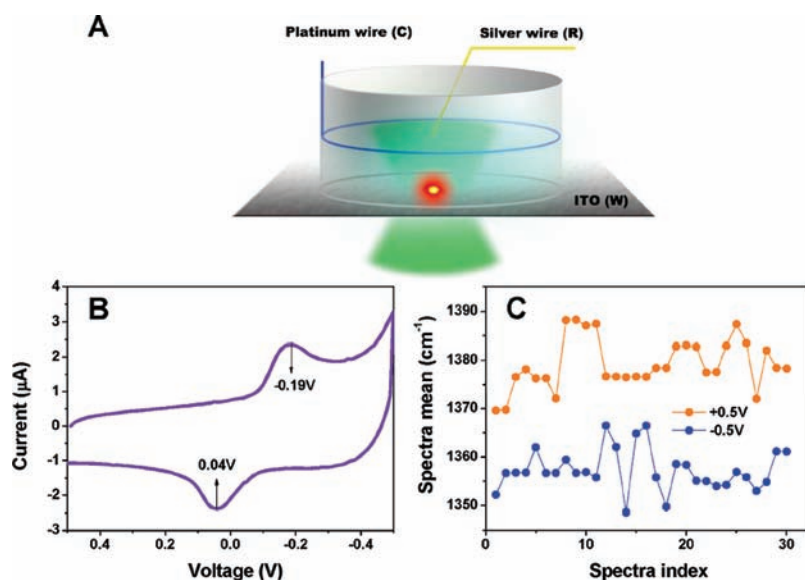 A
Platinum wire (C)
Silver wire (R)
ITO (W)
B
4
3
2
1
0
-1
-2
-3
Current (μA)
-0.19V
0.04V
0.4
0.2
0.0
-0.2
-0.4
Voltage (V)
C
1390
1380
1370
1360
1350
Spectra mean (cm⁻¹)
+0.5V
-0.5V
0
10
20
30
Spectra index